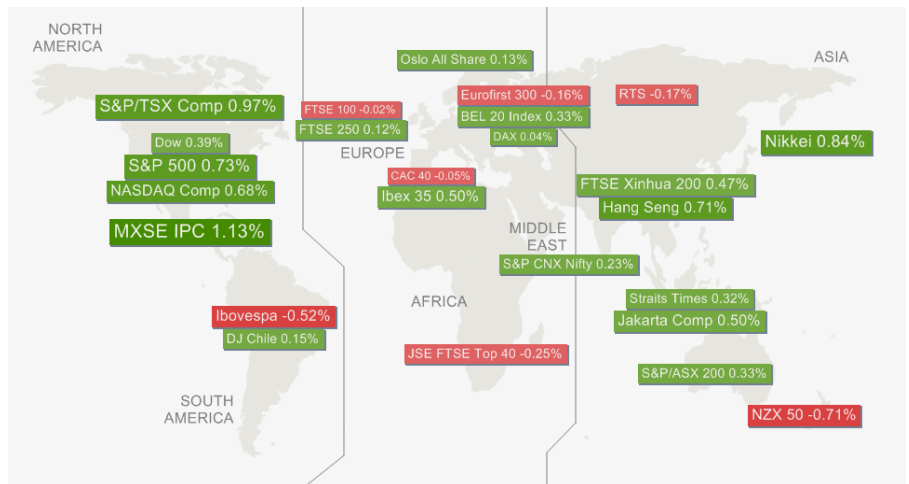 NORTH
AMERICA
S&P/TSX Comp 0.97%
Dow 0.39%
S&P 500 0.73%
NASDAQ Comp 0.68%
MXSE IPC 1.13%
Ibovespa -0.52%
DJ Chile 0.15%
SOUTH
AMERICA
Oslo All Share 0.13%
FTSE 100 -0.02%
FTSE 250 0.12%
EUROPE
Eurofirst 300 -0.16%
BEL 20 Index 0.33%
DAX 0.04%
CAC 40 -0.05%
Ibex 35 0.50%
MIDDLE
EAST
S&P CNX Nifty 0.23%
AFRICA
JSE FTSE Top 40 -0.25%
ASIA
RTS -0.17%
Nikkei 0.84%
FTSE Xinhua 200 0.47%
Hang Seng 0.71%
Straits Times 0.32%
Jakarta Comp 0.50%
S&P/ASX 200 0.33%
NZX 50 -0.71%